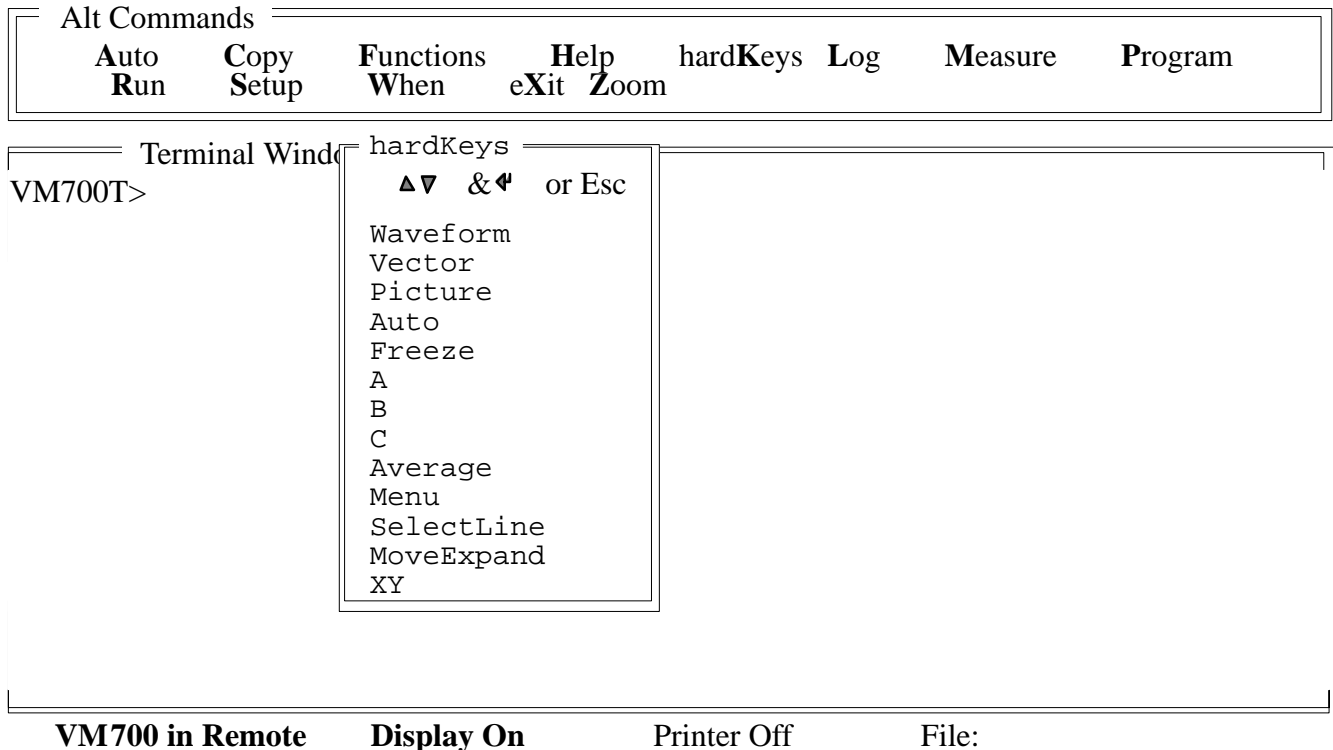 Alt Commands
Auto Copy Functions Help hardKeys Log Measure Program
Run Setup When eXit Zoom
Terminal Windo
hardKeys
VM700T>
& or Esc
Waveform
Vector
Picture
Auto
Freeze
A
B
C
Average
Menu
SelectLine
MoveExpand
XY
VM700 in Remote Display On Printer Off File: